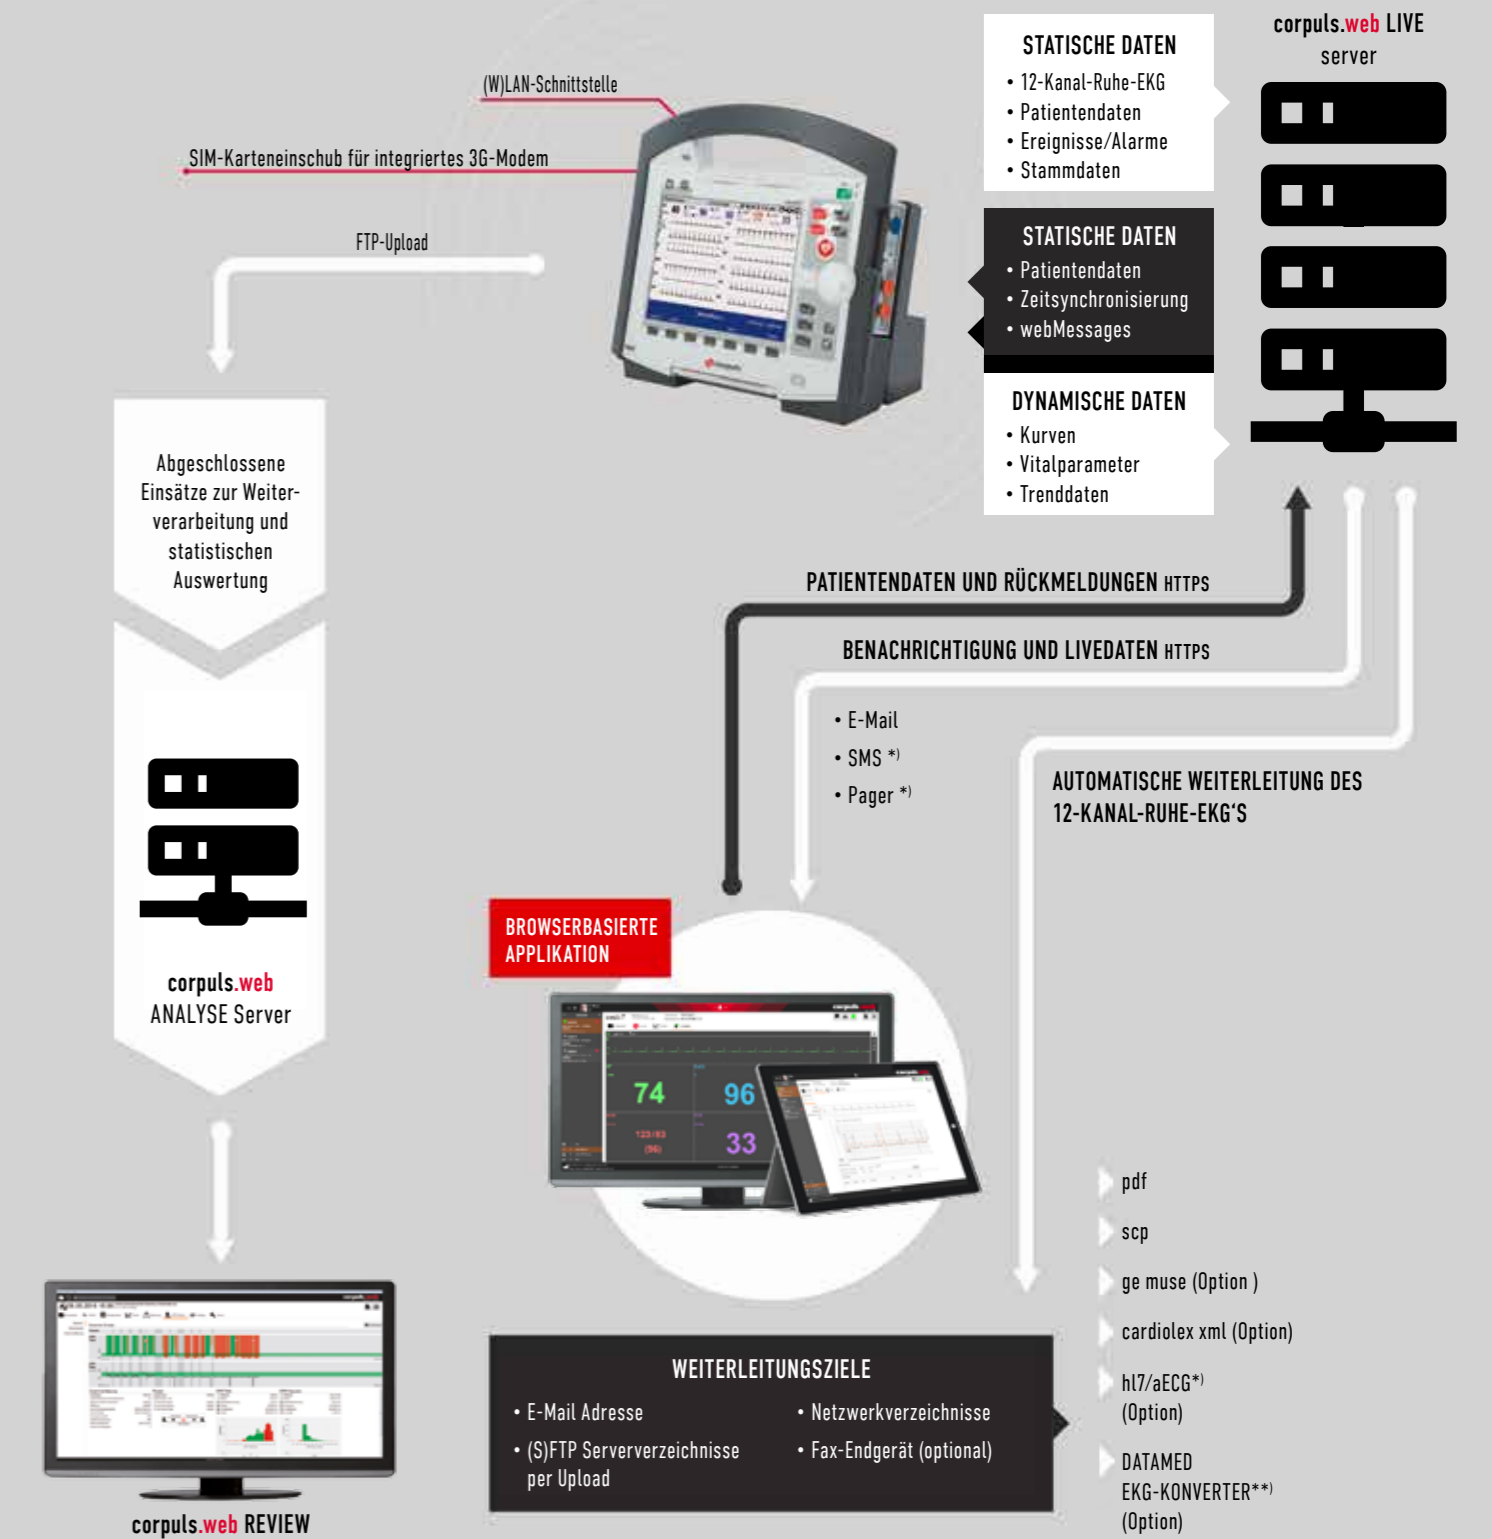 (W)LAN-Schnittstelle
SIM-Karteneinschub für integriertes 3G-Modem
FTP-Upload
STATISCHE DATEN
• 12-Kanal-Ruhe-EKG
• Patientendaten
• Ereignisse/Alarme
• Stammdaten
STATISCHE DATEN
• Patientendaten
• Zeitsynchronisierung
• webMessages
DYNAMISCHE DATEN
• Kurven
• Vitalparameter
• Trenddaten
corpuls.web LIVE
server
Abgeschlossene
Einsätze zur Weiter-
verarbeitung und
statistischen
Auswertung
corpuls.web
ANALYSE Server
PATIENTENDATEN UND RÜCKMELDUNGEN HTTPS
BENACHRICHTIGUNG UND LIVEDATEN HTTPS
• E-Mail
• SMS *)
• Pager *)
AUTOMATISCHE WEITERLEITUNG DES
12-KANAL-RUHE-EKG‘S
BROWSERBASIERTE
APPLIKATION
74
96
123/83
(96)
33
WEITERLEITUNGSZIELE
• E-Mail Adresse
• (S)FTP Serververzeichnisse
per Upload
• Netzwerkverzeichnisse
• Fax-Endgerät (optional)
pdf
scp
ge muse (Option )
cardiolex xml (Option)
hl7/aECG*)
(Option)
DATAMED
EKG-KONVERTER**)
(Option)
corpuls.web REVIEW